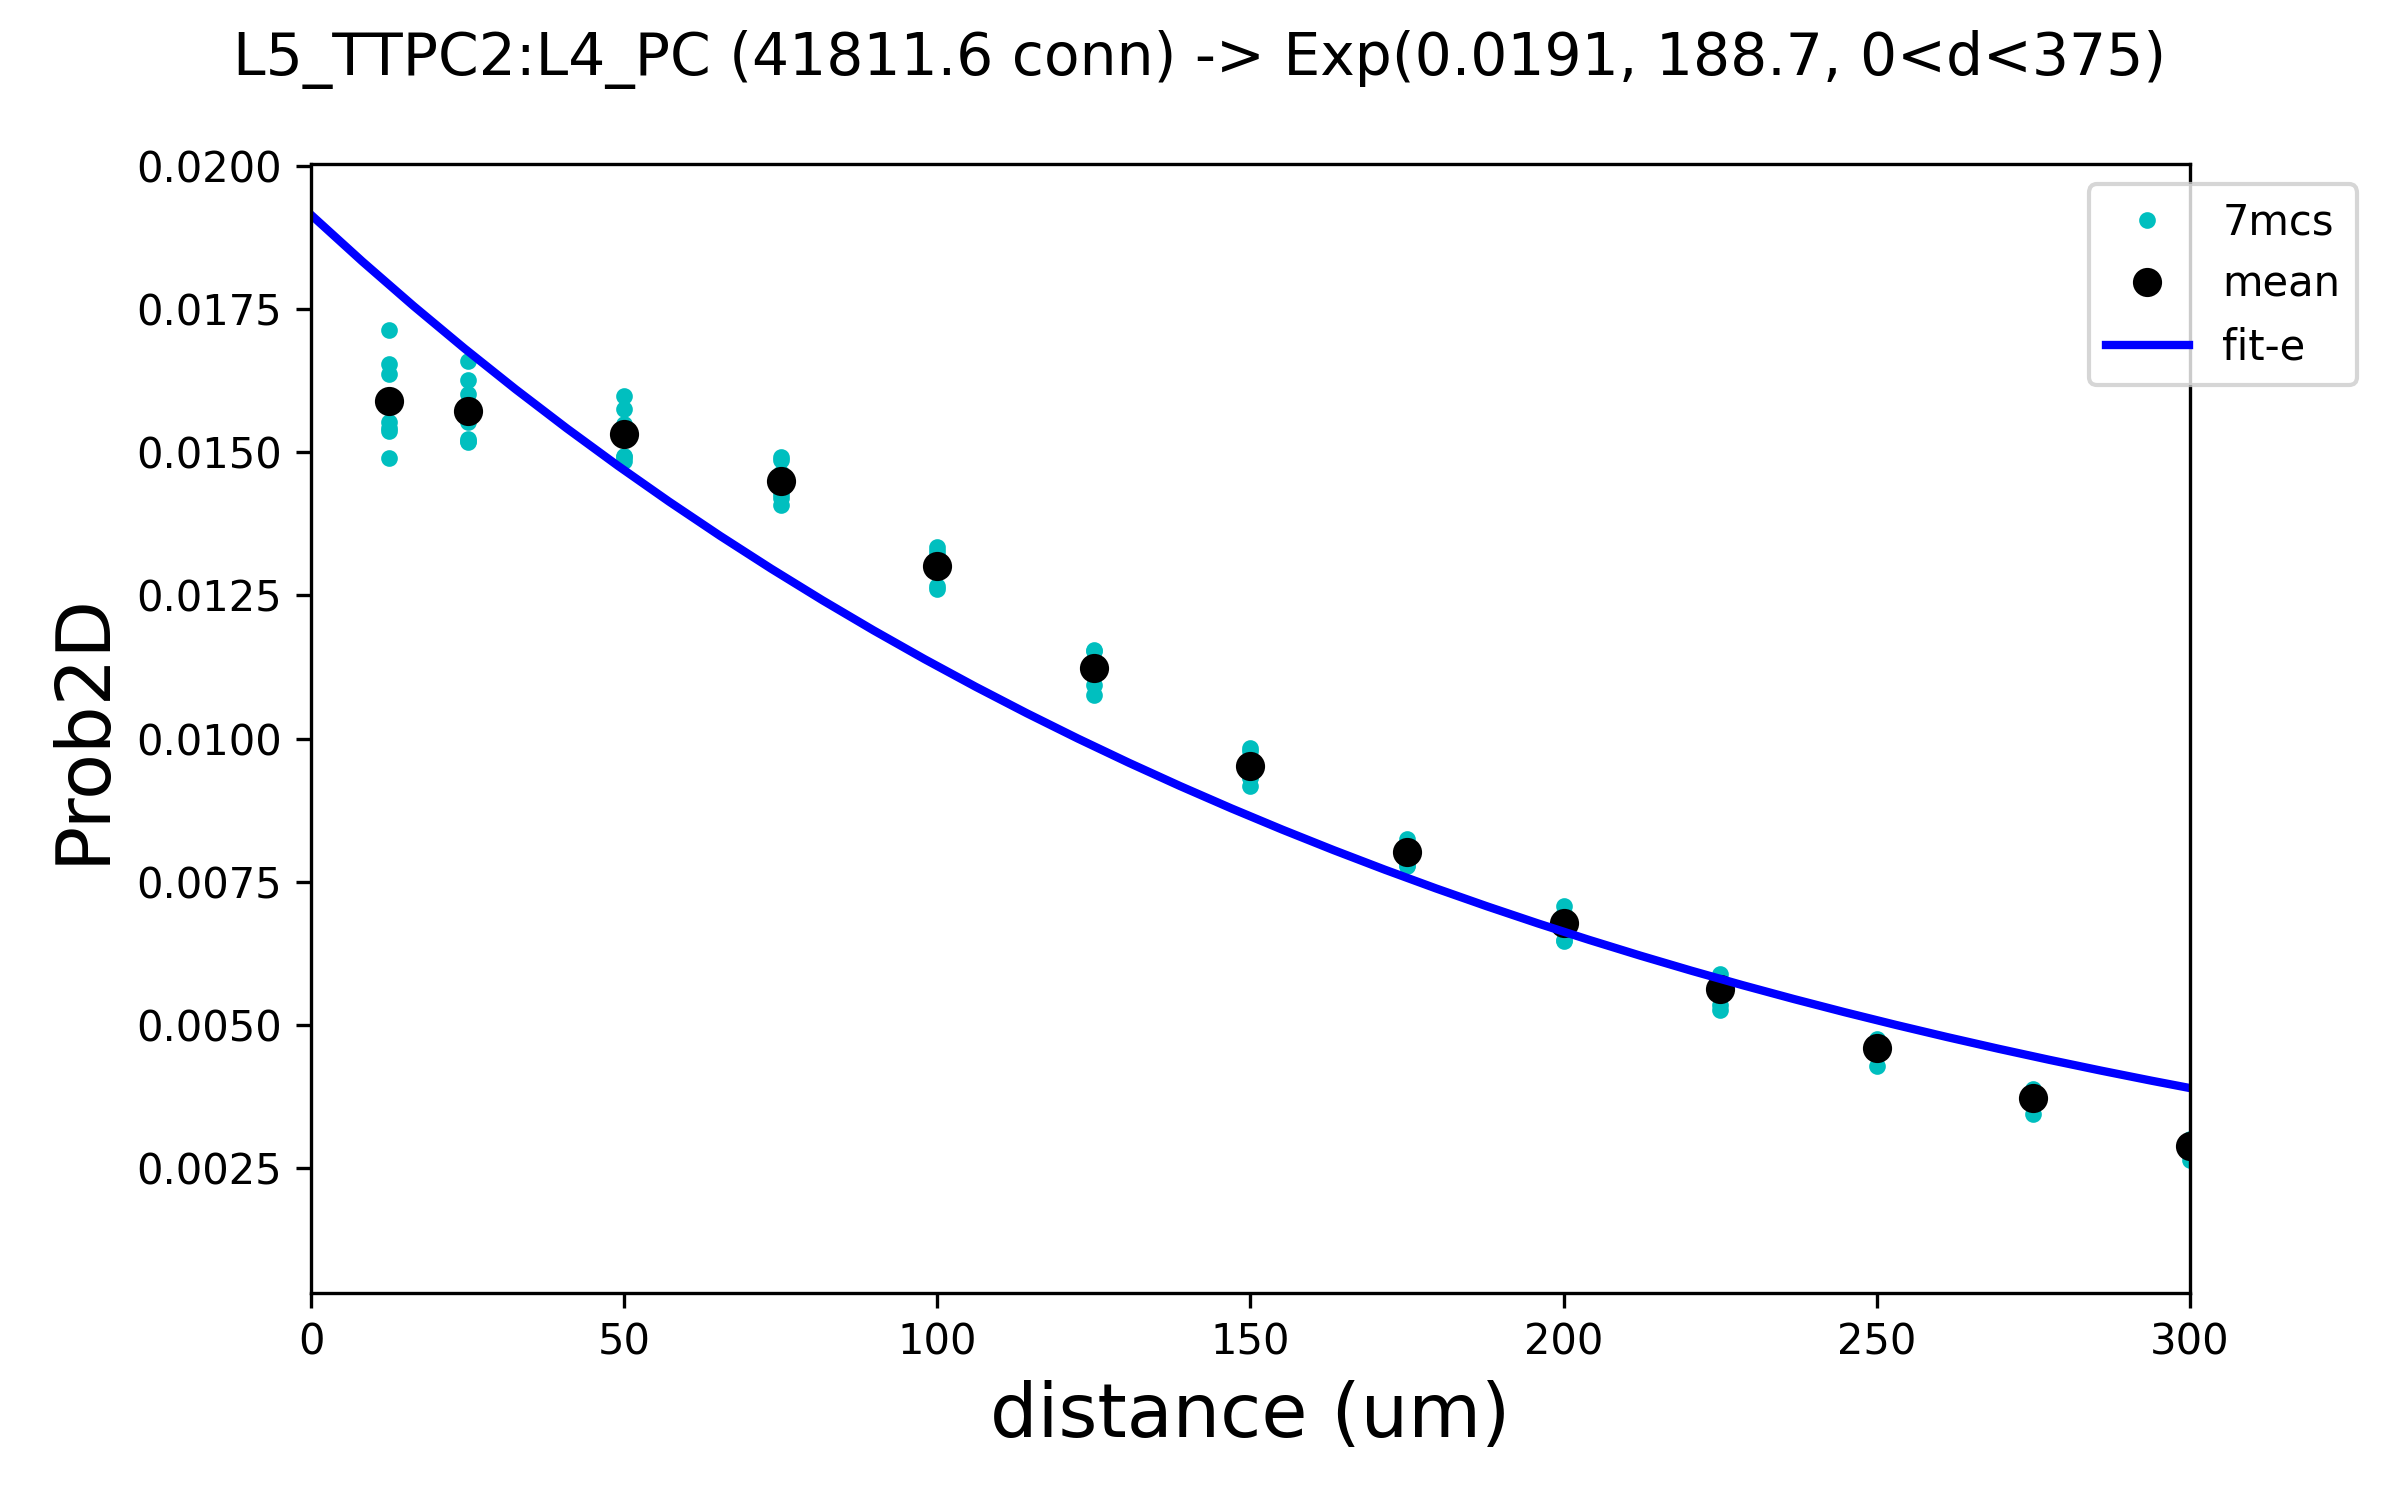 L5_TTPC2:L4_PC (41811.6 conn) -> Exp(0.0191, 188.7, 0<d<375)
0.0200
0.0175
0.0150
0.0125
0.0100
0.0075
0.0050
0.0025
Prob2D
7mcs
mean
fit-e
0 50 100 150 200 250 300
distance (um)